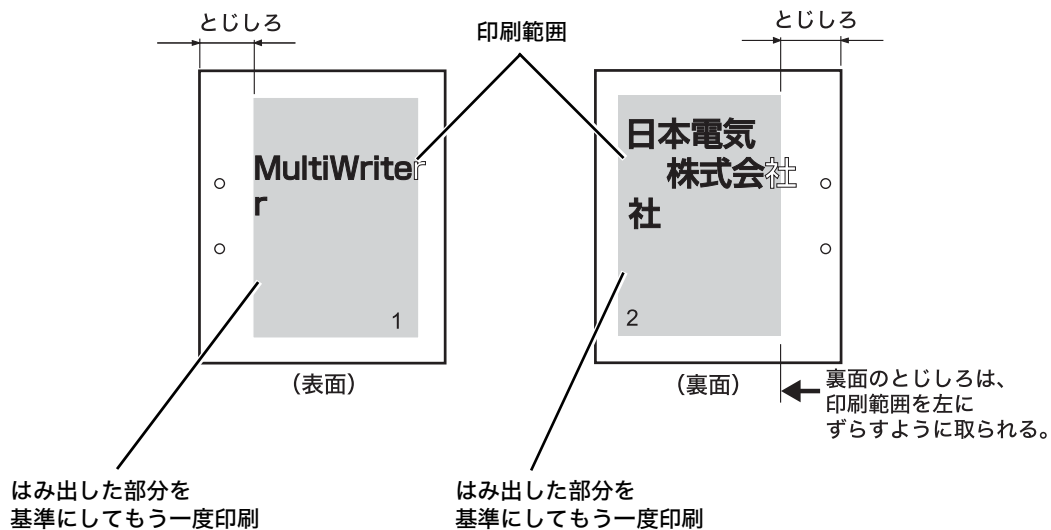 とじしろ
印刷範囲
とじしろ
MultiWriter
r
1
(表面)
日本電気
株式会社
社
2
(裏面)
裏面のとじしろは、
印刷範囲を左に
ずらすように取られる。
はみ出した部分を
基準にしてもう一度印刷
はみ出した部分を
基準にしてもう一度印刷